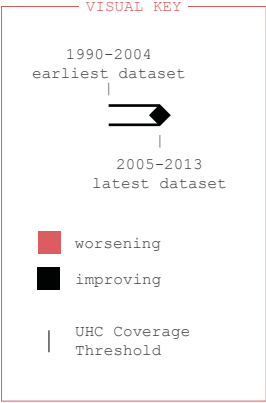 VISUAL KEY
1990-2004
earliest dataset
2005-2013
latest dataset
worsening
improving
UHC Coverage
Threshold